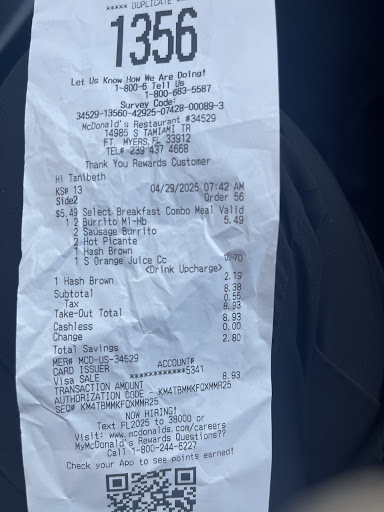 ***** DUPLICATE
1356
Let Us Know How We Are Doing!
1-800-6 Tell Us
1-800-683-5587
Survey Code:
34529-13560-42925-07428-00089-3
McDonald's Restaurant #34529
14985 S TAMIAMI TR
FT. MYERS,FL 33912
TEL# 239 437 4668
Thank You Rewards Customer
Hi Tanibeth
KS# 13 04/29/2025 07:42 AM
Side2 Order 56
$5.49 Select Breakfast Combo Meal Valid
1 2 Burrito Ml-Hb 5.49
2 Sausage Burrito
2 Hot Picante
1 Hash Brown
1 S Orange Juice Cc 0.70
<Drink Upcharge>
1 Hash Brown 2.19
Subtotal 8.38
Tax 0.55
Take-Out Total 8.93
Cashless 8.93
Change 0.00
Total Savings 2.80
MER# MCD-US-34529
CARD ISSUER ACCOUNT#
Visa SALE ************5341
TRANSACTION AMOUNT 8.93
AUTHORIZATION CODE - KM4TBMMKFQXMMR25
SEQ# KM4TBMMKFQXMMR25
NOW HIRING!
Text FL2025 to 38000 or
Visit: www.mcdonalds.com/careers
MyMcDonald's Rewards Questions??
Call 1-800-244-6227
Check your App to see points earned!